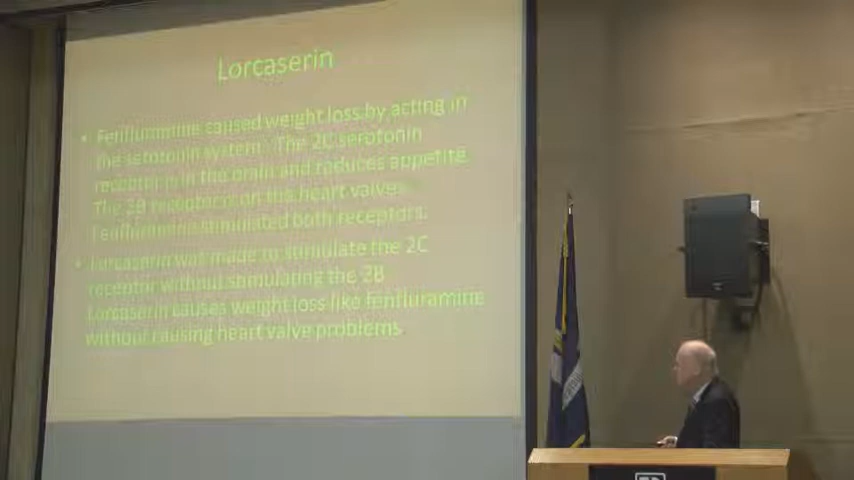 Lorcaserin
• Fenfluramine caused weight loss by acting in
the serotonin system. The 2C serotonin
receptor is in the brain and reduces appetite.
The 2B receptor is on the heart valve.
Fenfluramine stimulated both receptors.
• Lorcaserin was made to stimulate the 2C
receptor without stimulating the 2B
Lorcaserin causes weight loss like fenfluramine
without causing heart valve problems.